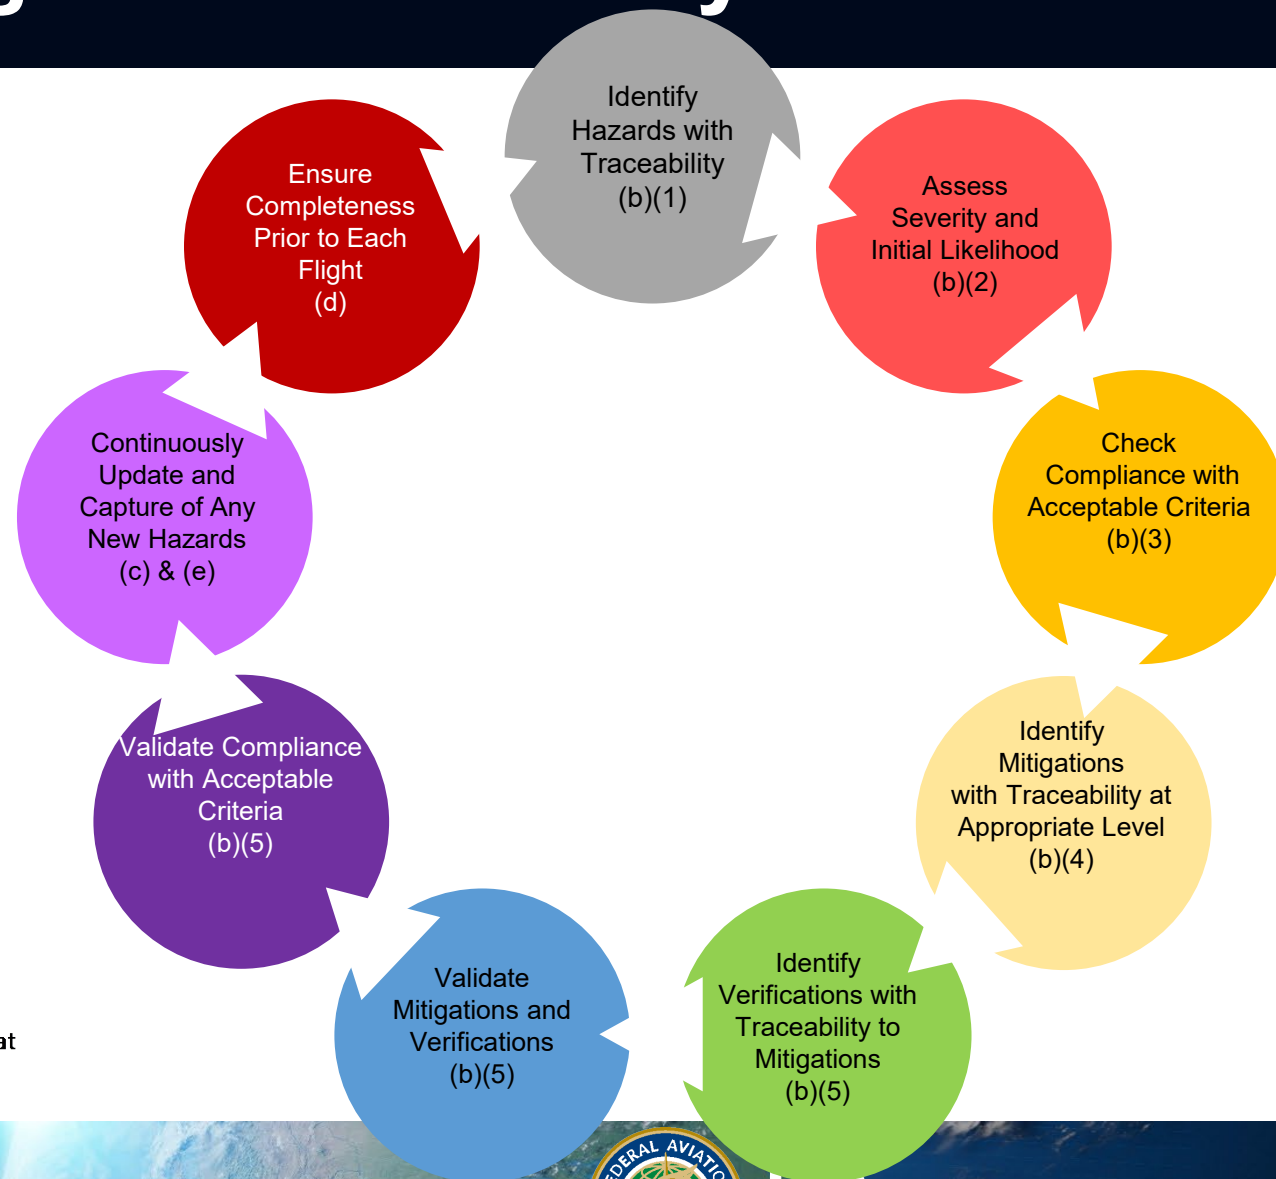 Identify
Hazards with
Traceability
(b)(1)
Assess
Severity and
Initial Likelihood
(b)(2)
Check
Compliance with
Acceptable Criteria
(b)(3)
Identify
Mitigations
with Traceability at
Appropriate Level
(b)(4)
Identify
Verifications with
Traceability to
Mitigations
(b)(5)
Validate
Mitigations and
Verifications
(b)(5)
Validate Compliance
with Acceptable
Criteria
(b)(5)
Continuously
Update and
Capture of Any
New Hazards
(c) & (e)
Ensure
Completeness
Prior to Each
Flight
(d)